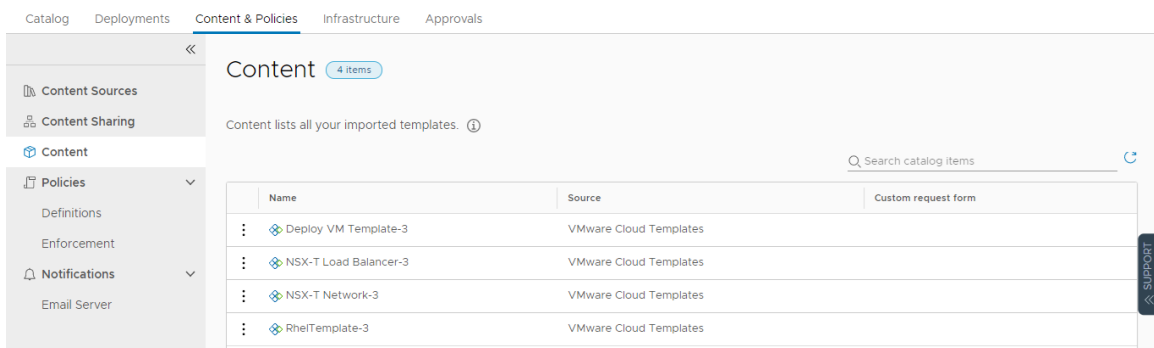 Catalog Deployments Content & Policies Infrastructure Approvals
Content Sources
Content Sharing
Content
Policies
Definitions
Enforcement
Notifications
Email Server
Content 4 items
Content lists all your imported templates.
Search catalog items
Name Source Custom request form
Deploy VM Template-3 VMware Cloud Templates
NSX-T Load Balancer-3 VMware Cloud Templates
NSX-T Network-3 VMware Cloud Templates
RhelTemplate-3 VMware Cloud Templates
SUPPORT